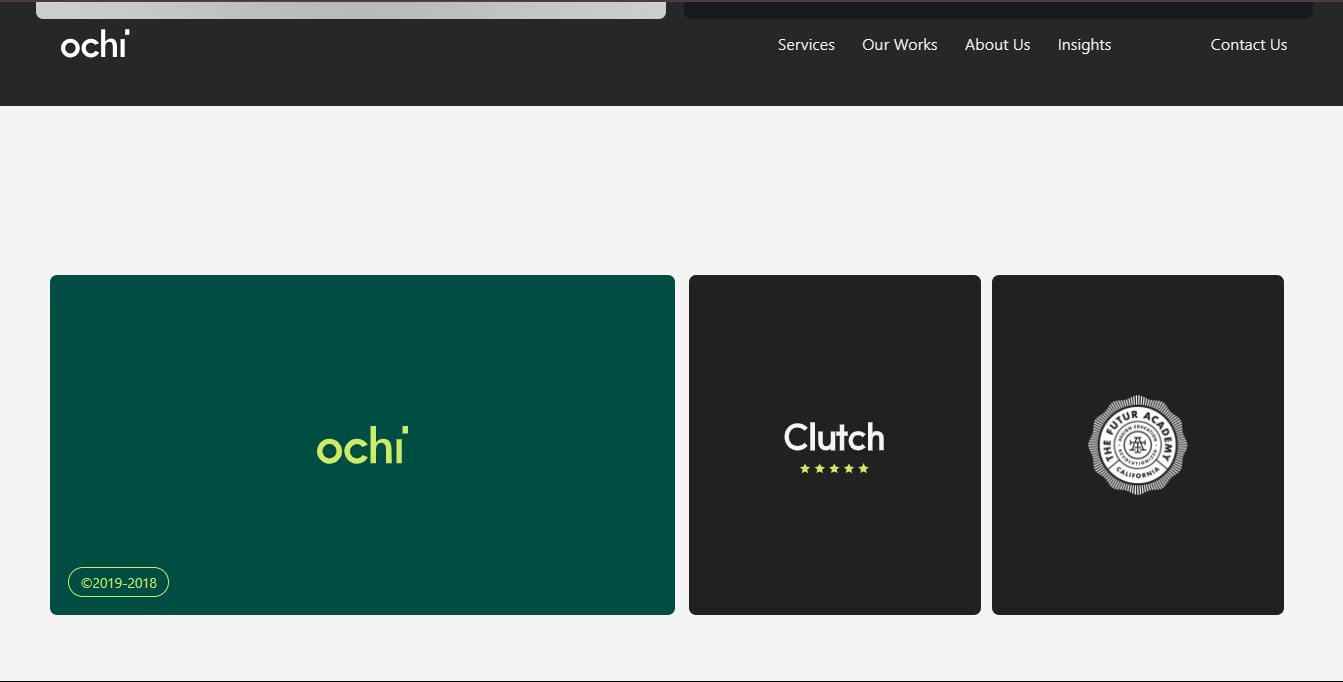 ochi
Services Our Works About Us Insights Contact Us
ochi
©2019-2018
Clutch
THE FUTUR ACADEMY
DESIGN EDUCATION
REVOLUTIONIZED
CALIFORNIA